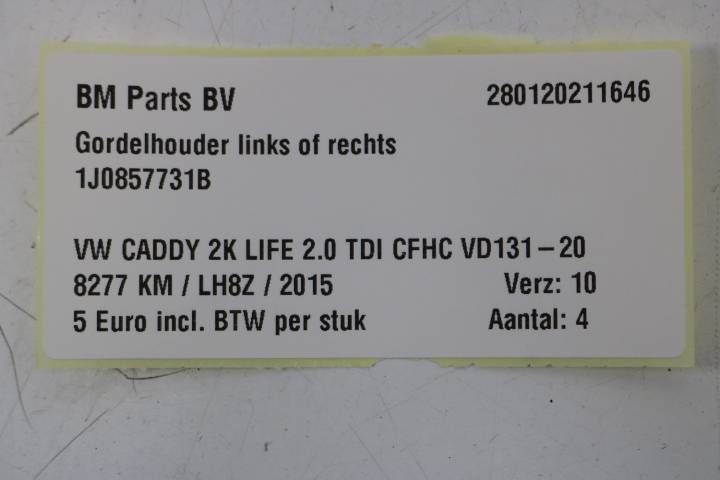 BM Parts BV 280120211646
Gordelhouder links of rechts
1J0857731B
VW CADDY 2K LIFE 2.0 TDI CFHC VD131-20
8277 KM / LH8Z / 2015 Verz: 10
5 Euro incl. BTW per stuk Aantal: 4